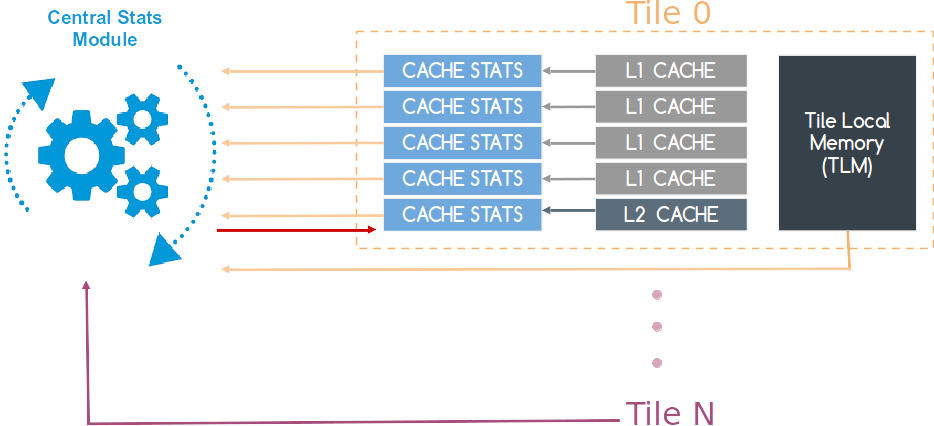 Central Stats
Module
Tile 0
CACHE STATS
L1 CACHE
CACHE STATS
L1 CACHE
CACHE STATS
L1 CACHE
CACHE STATS
L1 CACHE
CACHE STATS
L2 CACHE
Tile Local
Memory
(TLM)
Tile N